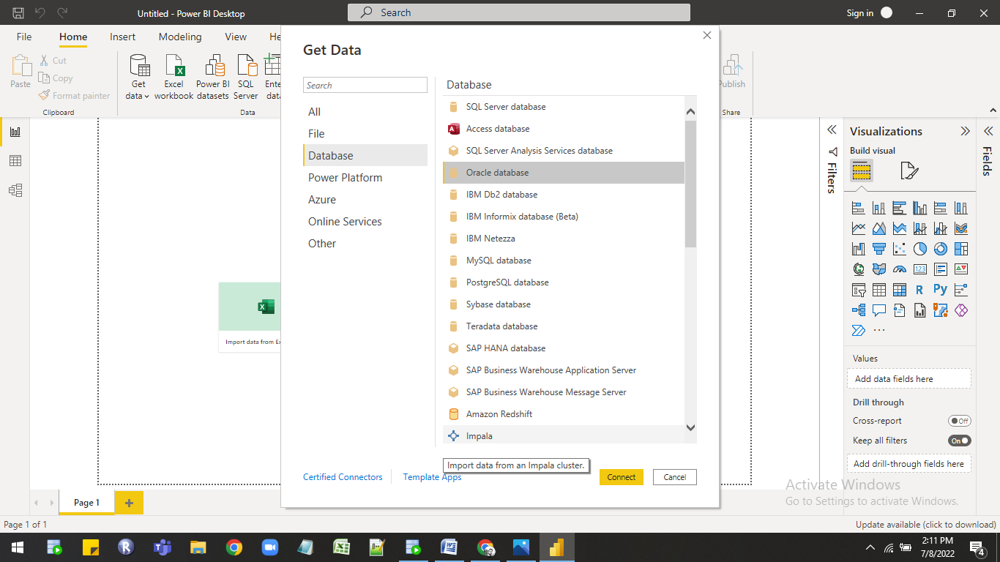 Untitled - Power BI Desktop
Search
Sign in
File
Home
Insert
Modeling
View
He
Paste
Cut
Copy
Format painter
Clipboard
Get data
Excel workbook
Power BI datasets
SQL Server
Ente
data
Data
Publish
Share
Get Data
Search
All
File
Database
Power Platform
Azure
Online Services
Other
Database
SQL Server database
Access database
SQL Server Analysis Services database
Oracle database
IBM Db2 database
IBM Informix database (Beta)
IBM Netezza
MySQL database
PostgreSQL database
Sybase database
Teradata database
SAP HANA database
SAP Business Warehouse Application Server
SAP Business Warehouse Message Server
Amazon Redshift
Impala
Import data from an Impala cluster.
Certified Connectors
Template Apps
Connect
Cancel
Import data from Ex
Filters
Visualizations
Build visual
123
R
Py
Values
Add data fields here
Drill through
Cross-report
Off
Keep all filters
On
Add drill-through fields here
Fields
Activate Windows
Go to Settings to activate Windows.
Page 1
Page 1 of 1
Update available (click to download)
2:11 PM
7/8/2022
4